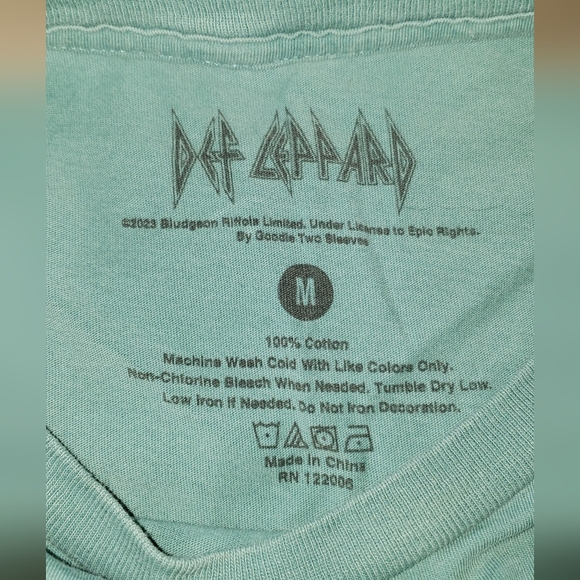 DEF LEPPARD
©2023 Bludgeon Riffola Limited. Under License to Epic Rights.
By Goodie Two Sleeves
M
100% Cotton
Machine Wash Cold With Like Colors Only.
Non-Chlorine Bleach When Needed. Tumble Dry Low.
Low Iron If Needed. Do Not Iron Decoration.
Made in China
RN 122006